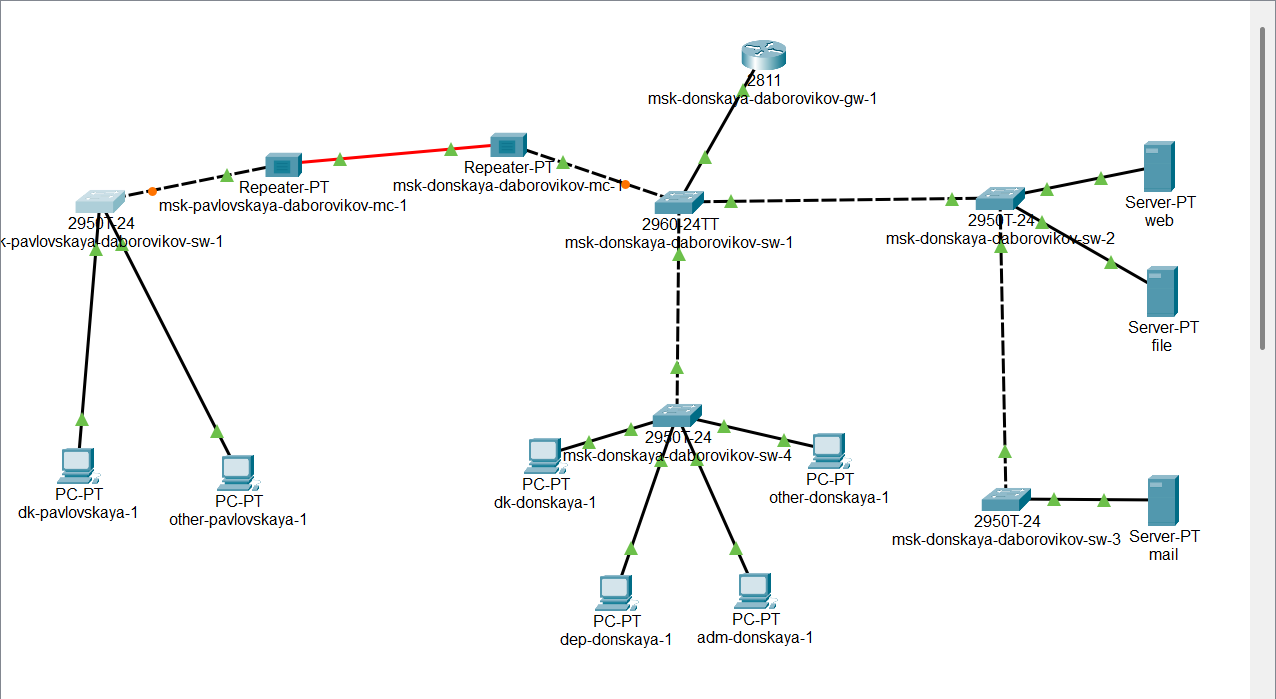 2811
msk-donskaya-daborovikov-gw-1
Repeater-PT
msk-donskaya-daborovikov-mc-1
Repeater-PT
msk-pavlovskaya-daborovikov-mc-1
2950T-24
k-pavlovskaya-daborovikov-sw-1
2960-24TT
msk-donskaya-daborovikov-sw-1
2950T-24
msk-donskaya-daborovikov-sw-2
Server-PT
web
Server-PT
file
2950T-24
msk-donskaya-daborovikov-sw-4
PC-PT
dk-pavlovskaya-1
PC-PT
other-pavlovskaya-1
PC-PT
dk-donskaya-1
PC-PT
other-donskaya-1
2950T-24
msk-donskaya-daborovikov-sw-3
Server-PT
mail
PC-PT
dep-donskaya-1
PC-PT
adm-donskaya-1